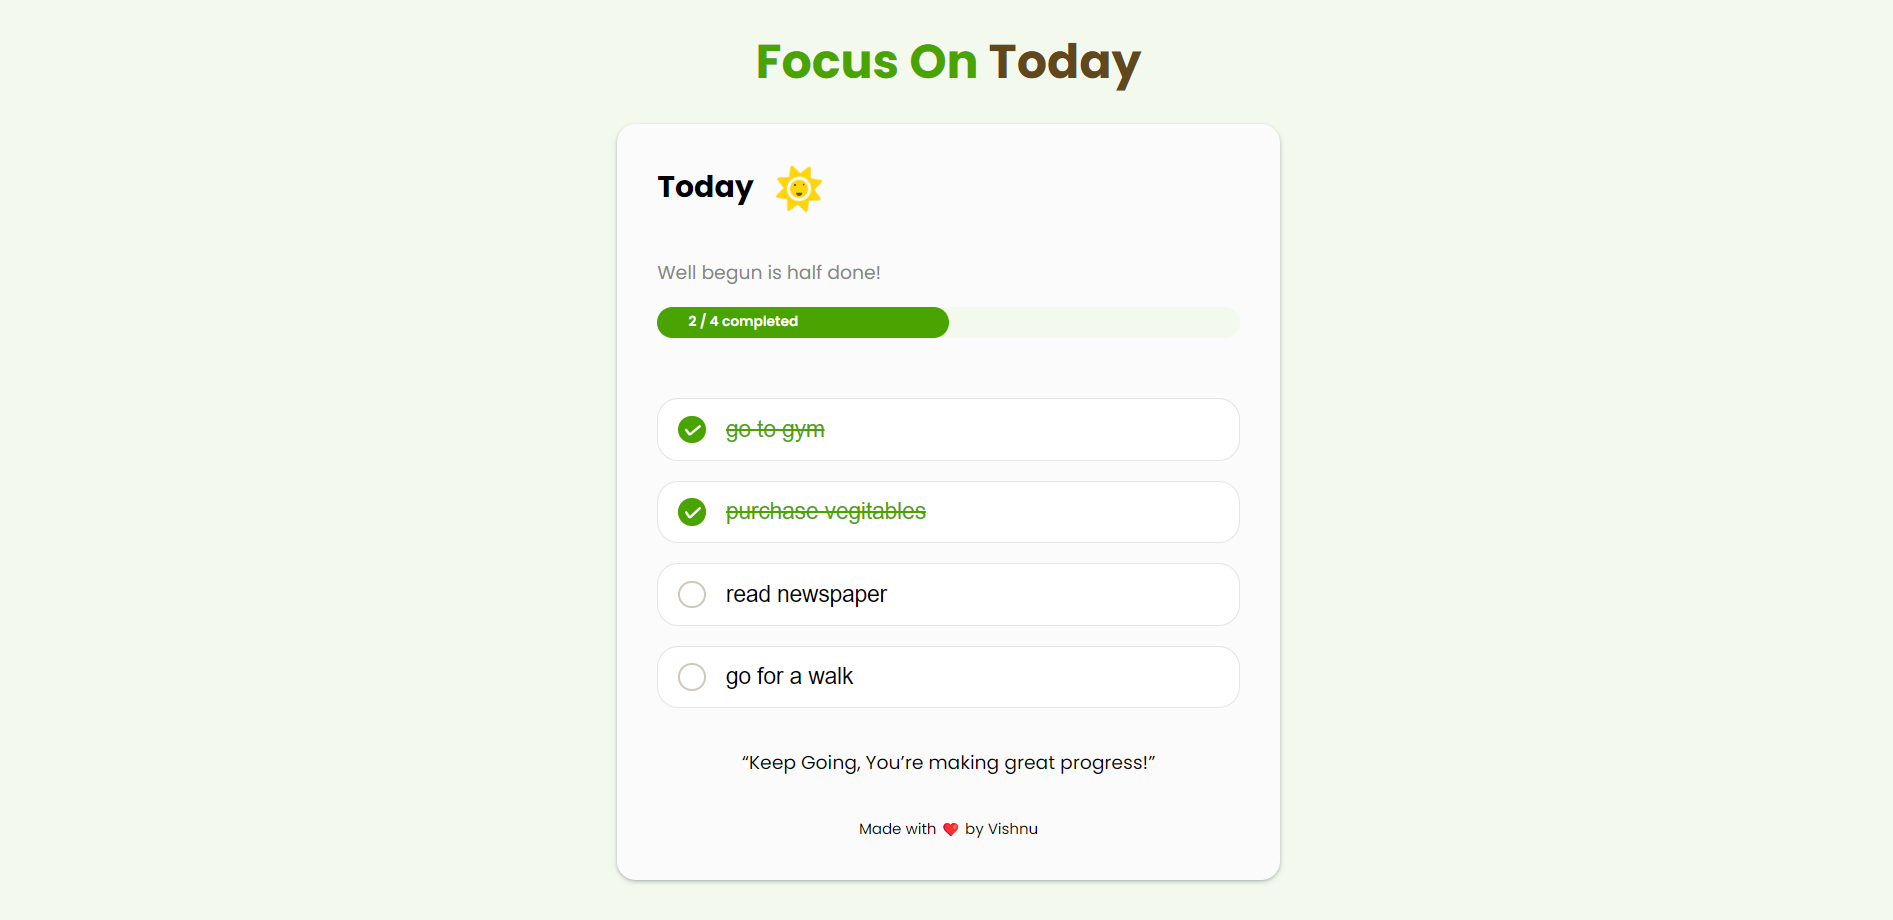 Focus On Today
Today
Well begun is half done!
2 / 4 completed
go to gym
purchase vegitables
read newspaper
go for a walk
“Keep Going, You’re making great progress!”
Made with ❤️ by Vishnu